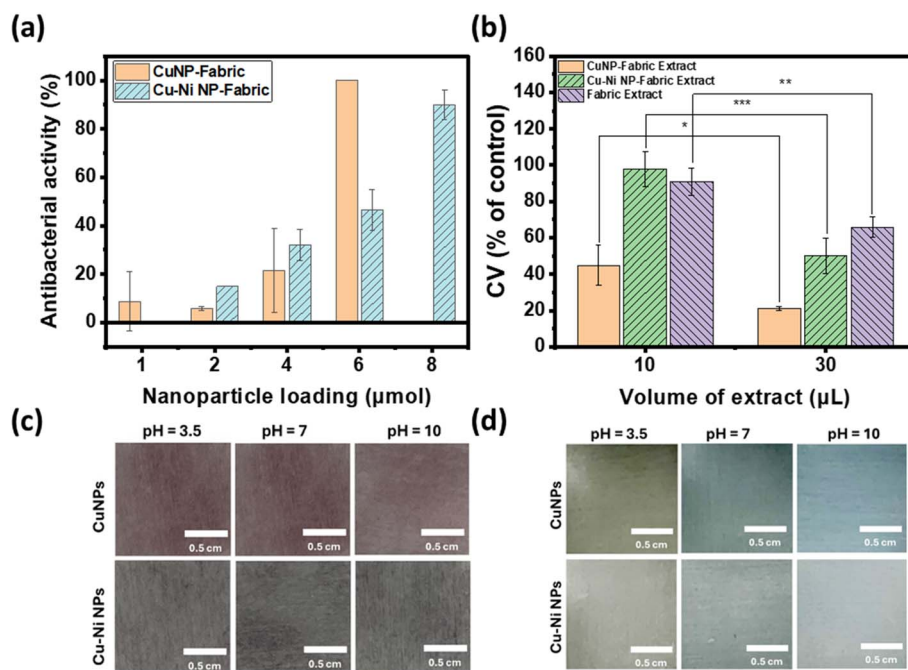 (a)
CuNP-Fabric
Cu-Ni NP-Fabric
Antibacterial activity (%)
100
80
60
40
20
0
1 2 4 6 8
Nanoparticle loading (μmol)
(b)
CuNP-Fabric Extract
Cu-Ni NP-Fabric Extract
Fabric Extract
CV (% of control)
160
140
120
100
80
60
40
20
0
*
***
**
10 30
Volume of extract (μL)
(c)
pH = 3.5 pH = 7 pH = 10
CuNPs
0.5 cm 0.5 cm 0.5 cm
Cu-Ni NPs
0.5 cm 0.5 cm 0.5 cm
(d)
pH = 3.5 pH = 7 pH = 10
CuNPs
0.5 cm 0.5 cm 0.5 cm
Cu-Ni NPs
0.5 cm 0.5 cm 0.5 cm